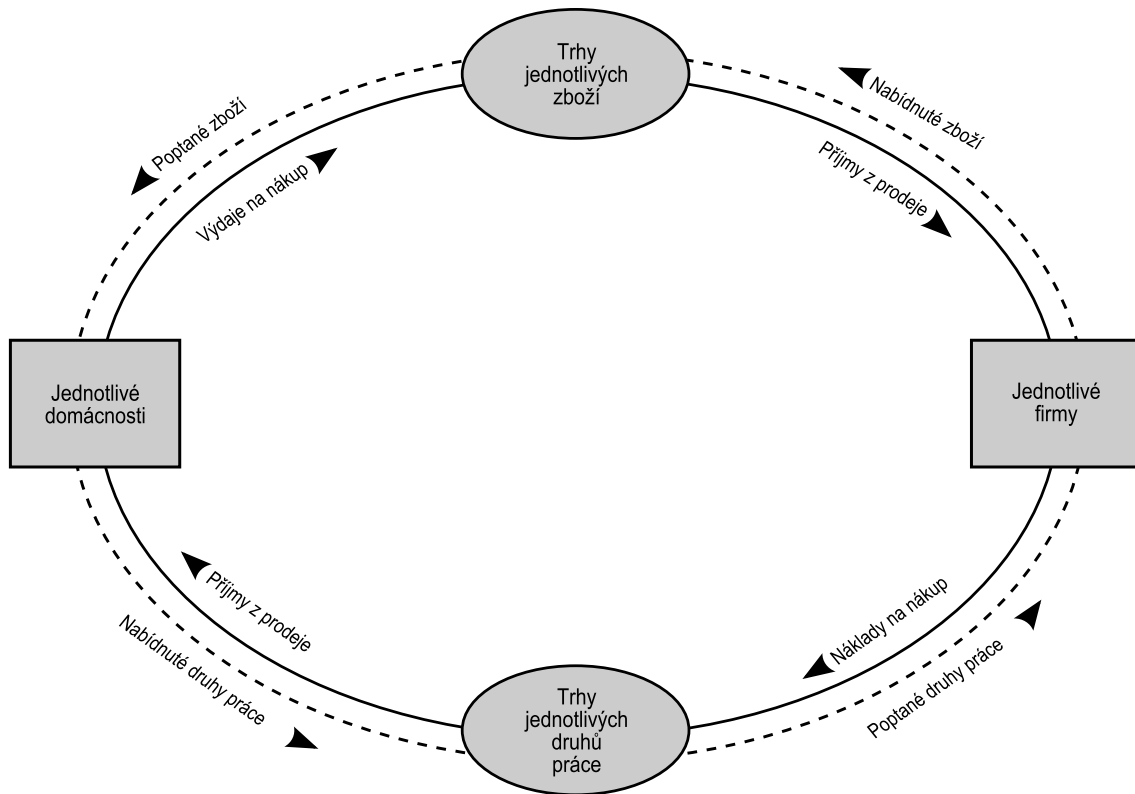 Trhy
jednotlivých
zboží
Poptané zboží
Nabídnuté zboží
Výdaje na nákup
Příjmy z prodeje
Jednotlivé
domácnosti
Jednotlivé
firmy
Příjmy z prodeje
Náklady na nákup
Nabídnuté druhy práce
Poptané druhy práce
Trhy
jednotlivých
druhů
práce